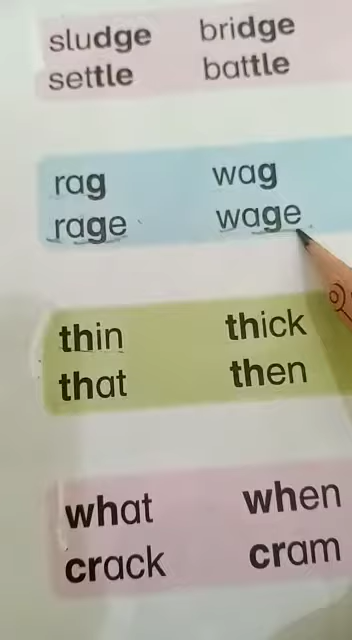 sludge bridge
settle battle
rag wag
rage wage
thin thick
that then
what when
crack cram